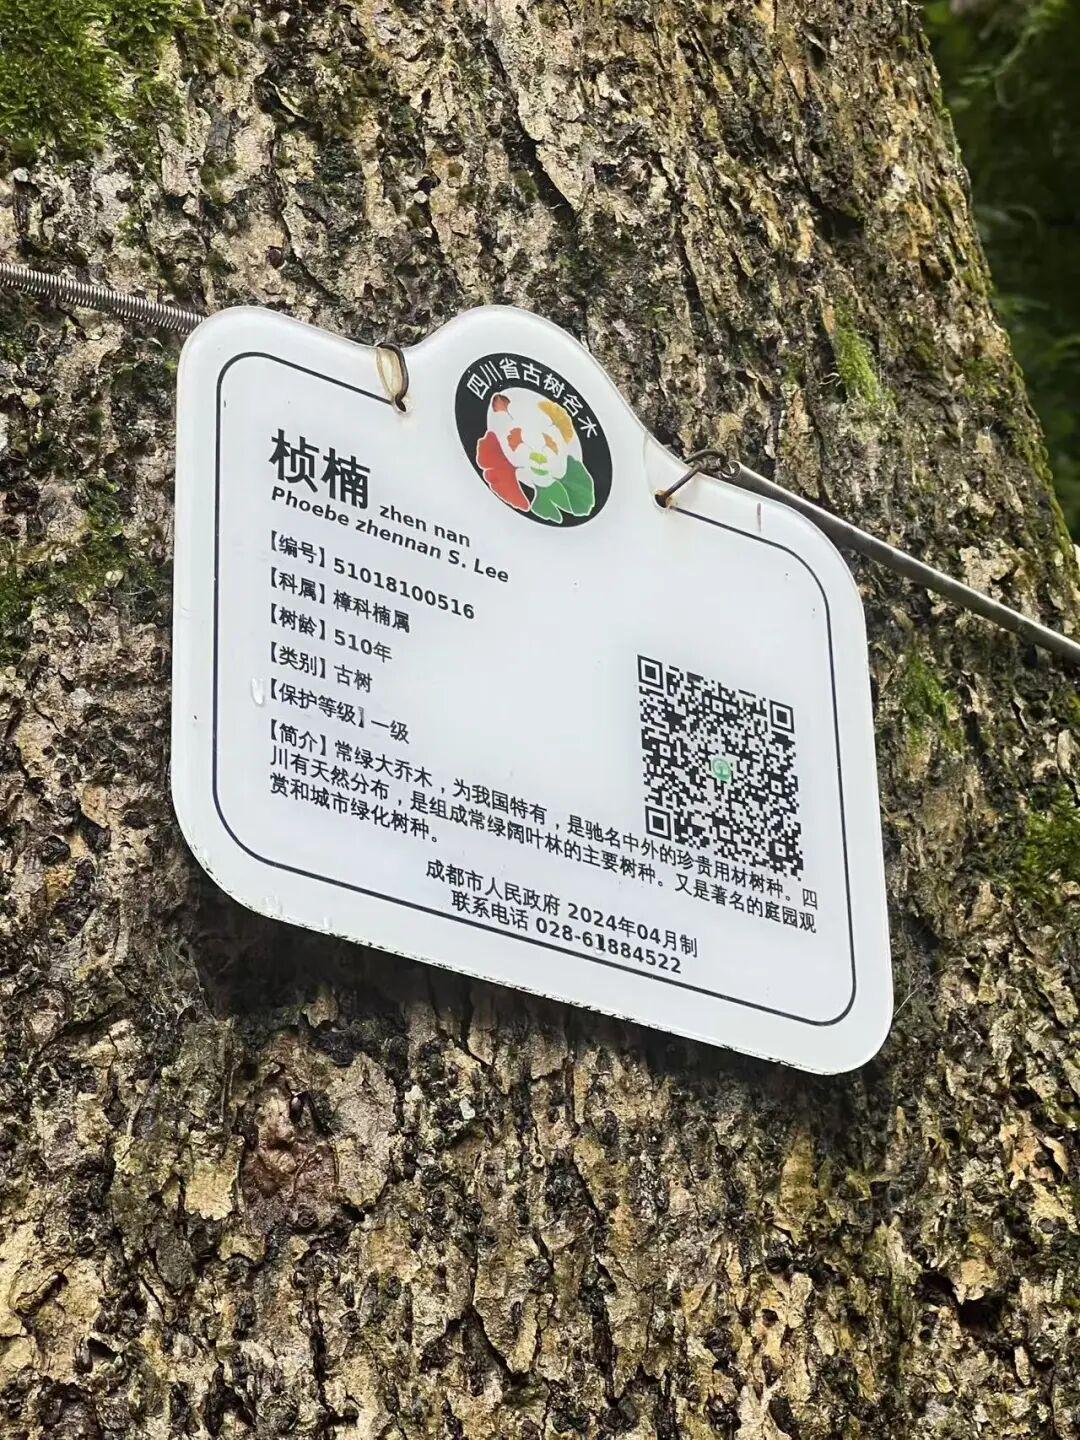 四川省古树名木
桢楠 zhen nan
Phoebe zhennan S. Lee
【编号】51018100516
【科属】樟科楠属
【树龄】510年
【类别】古树
【保护等级】一级
【简介】常绿大乔木，为我国特有，是驰名中外的珍贵用材树种。四
川有天然分布，是组成常绿阔叶林的主要树种。又是著名的庭园观
赏和城市绿化树种。
成都市人民政府 2024年04月制
联系电话 028-61884522